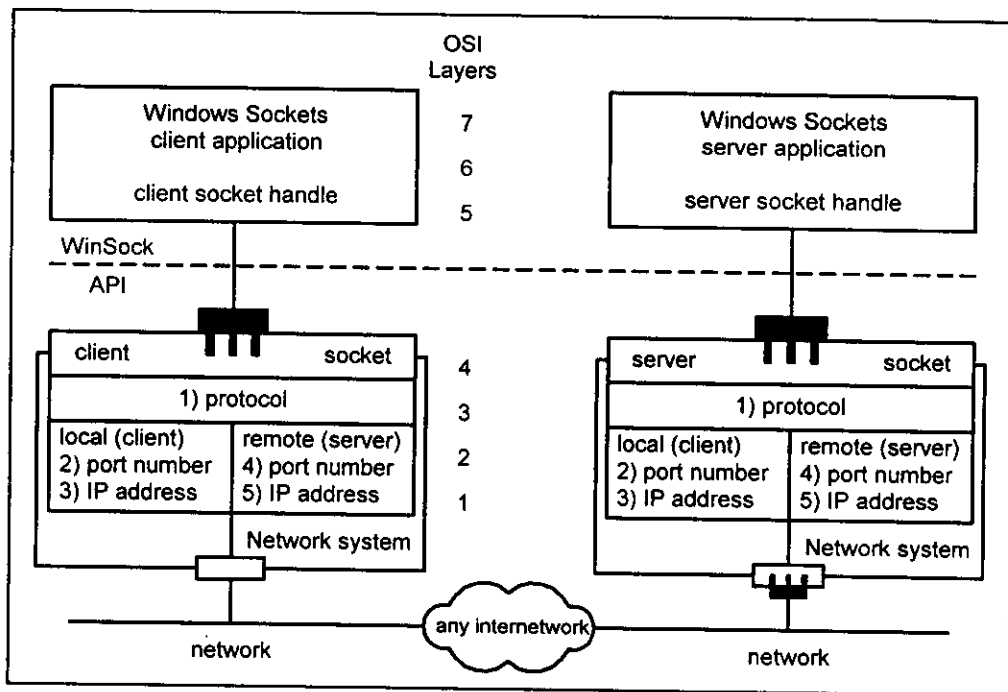 OSI
Layers
Windows Sockets
client application
client socket handle
7
6
5
Windows Sockets
server application
server socket handle
WinSock
API
client socket
1) protocol
local (client)
2) port number
3) IP address
remote (server)
4) port number
5) IP address
Network system
4
3
2
1
server socket
1) protocol
local (client)
2) port number
3) IP address
remote (server)
4) port number
5) IP address
Network system
network
any internetwork
network